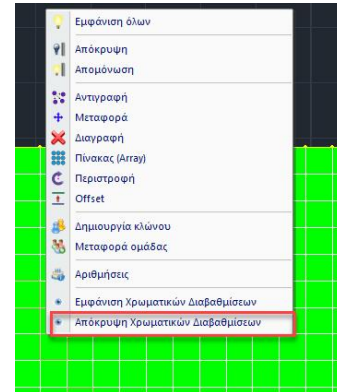 Εμφάνιση όλων
Απόκρυψη
Απομόνωση
Αντιγραφή
Μεταφορά
Διαγραφή
Πίνακας (Array)
Περιστροφή
Offset
Δημιουργία κλώνου
Μεταφορά ομάδας
Αριθμήσεις
Εμφάνιση Χρωματικών Διαβαθμίσεων
Απόκρυψη Χρωματικών Διαβαθμίσεων